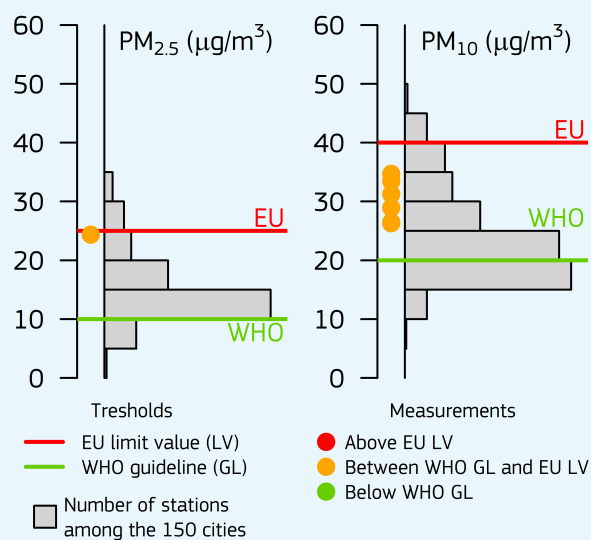 PM2.5 (μg/m³)
60
50
40
30
20
10
0
EU
WHO
PM10 (μg/m³)
60
50
40
30
20
10
0
EU
WHO
Tresholds
EU limit value (LV)
WHO guideline (GL)
Number of stations
among the 150 cities
Measurements
Above EU LV
Between WHO GL and EU LV
Below WHO GL